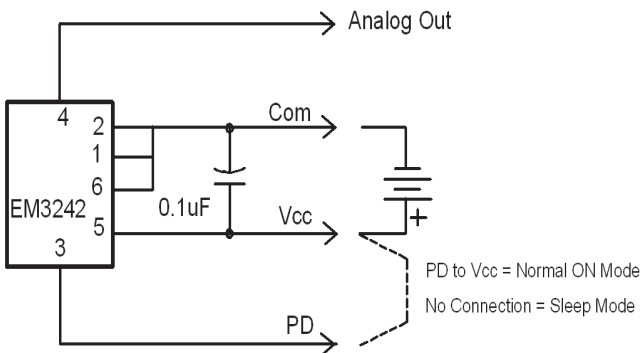 Analog Out
4
2
Com
1
6
EM3242
0.1uF
5
Vcc
+
3
PD to Vcc = Normal ON Mode
No Connection = Sleep Mode
PD